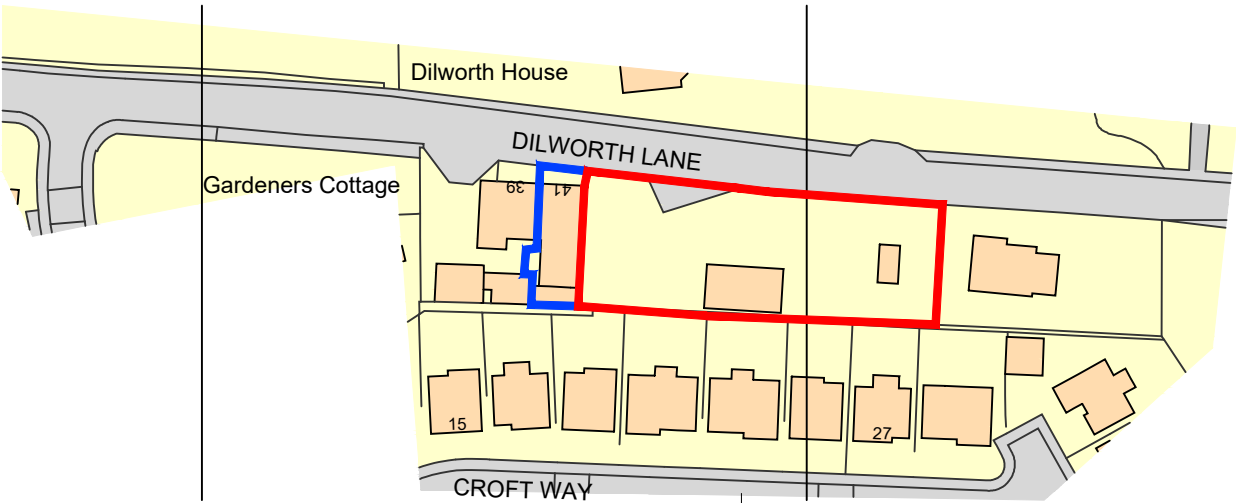 Dilworth House
DILWORTH LANE
Gardeners Cottage
39
41
15
27
CROFT WAY